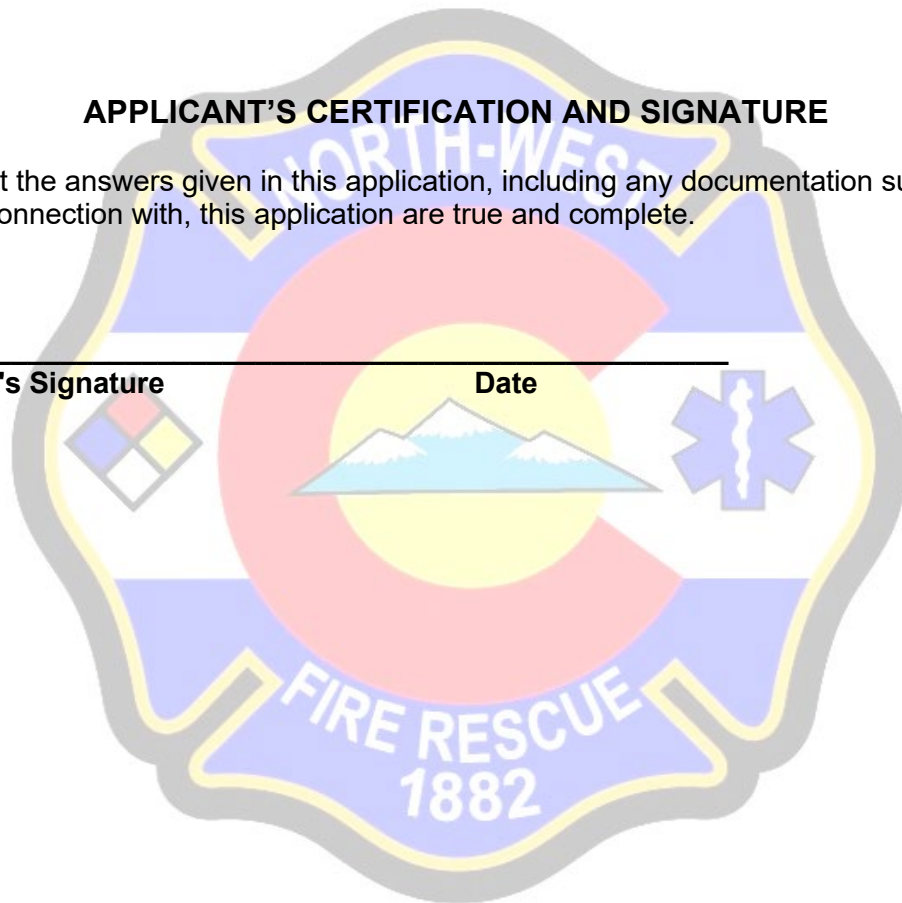 APPLICANT’S CERTIFICATION AND SIGNATURE
NORTH-WEST
t the answers given in this application, including any documentation su
onnection with, this application are true and complete.
's Signature Date
FIRE RESCUE
1882